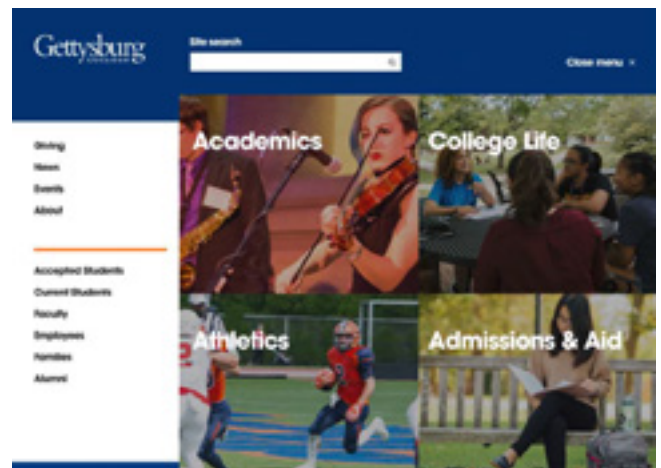 Gettysburg
COLLEGE
Site search
Close menu ×
Giving
News
Events
About
Accepted Students
Current Students
Faculty
Employees
Families
Alumni
Academics
College Life
Athletics
Admissions & Aid